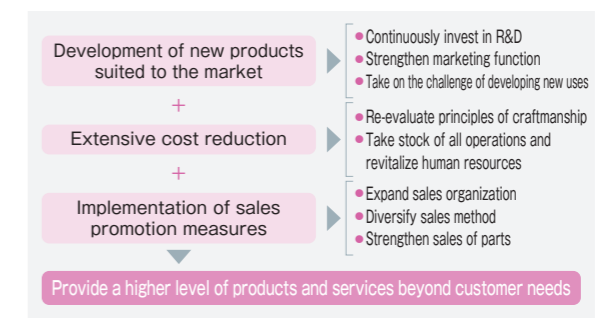 Development of new products
suited to the market
• Continuously invest in R&D
• Strengthen marketing function
• Take on the challenge of developing new uses
+
Extensive cost reduction
• Re-evaluate principles of craftmanship
• Take stock of all operations and
revitalize human resources
+
Implementation of sales
promotion measures
• Expand sales organization
• Diversify sales method
• Strengthen sales of parts
Provide a higher level of products and services beyond customer needs